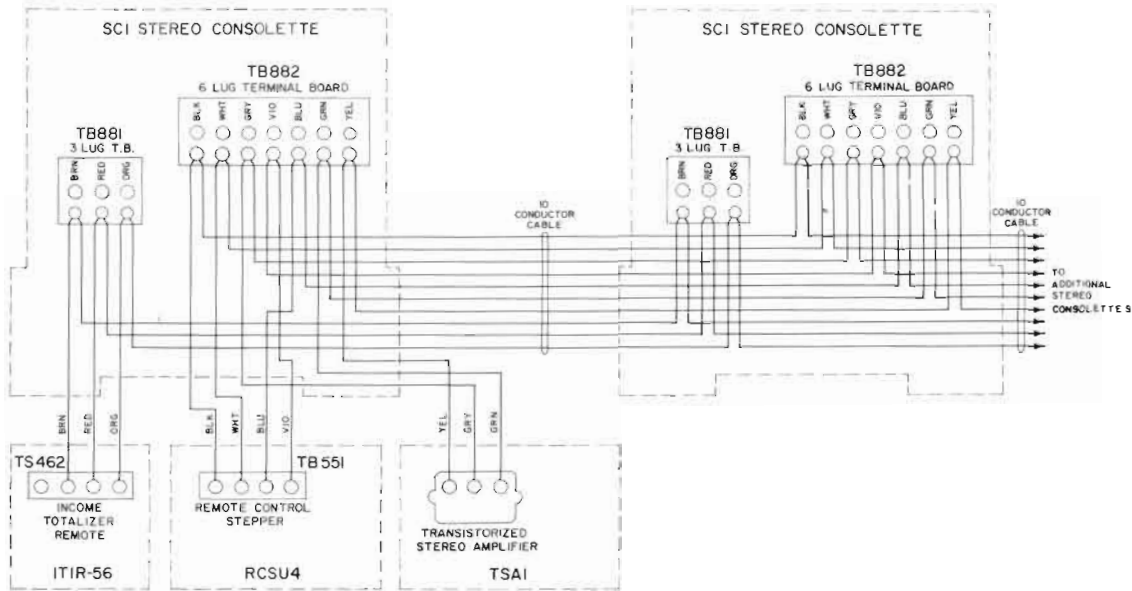 SCI STEREO CONSOLETTE
TB882
6 LUG TERMINAL BOARD
BLK WHT GRY VIO BLU GRN YEL
TB881
3 LUG T.B.
BRN RED ORG
10
CONDUCTOR
CABLE
SCI STEREO CONSOLETTE
TB882
6 LUG TERMINAL BOARD
BLK WHT GRY VIO BLU GRN YEL
TB881
3 LUG T.B.
BRN RED ORG
10
CONDUCTOR
CABLE
TO
ADDITIONAL
STEREO
CONSOLETTES
BRN RED ORG
BLK WHT BLU VIO
YEL GRY GRN
TS462
INCOME
TOTALIZER
REMOTE
ITIR-56
TB551
REMOTE CONTROL
STEPPER
RCSU4
TRANSISTORIZED
STEREO AMPLIFIER
TSA1